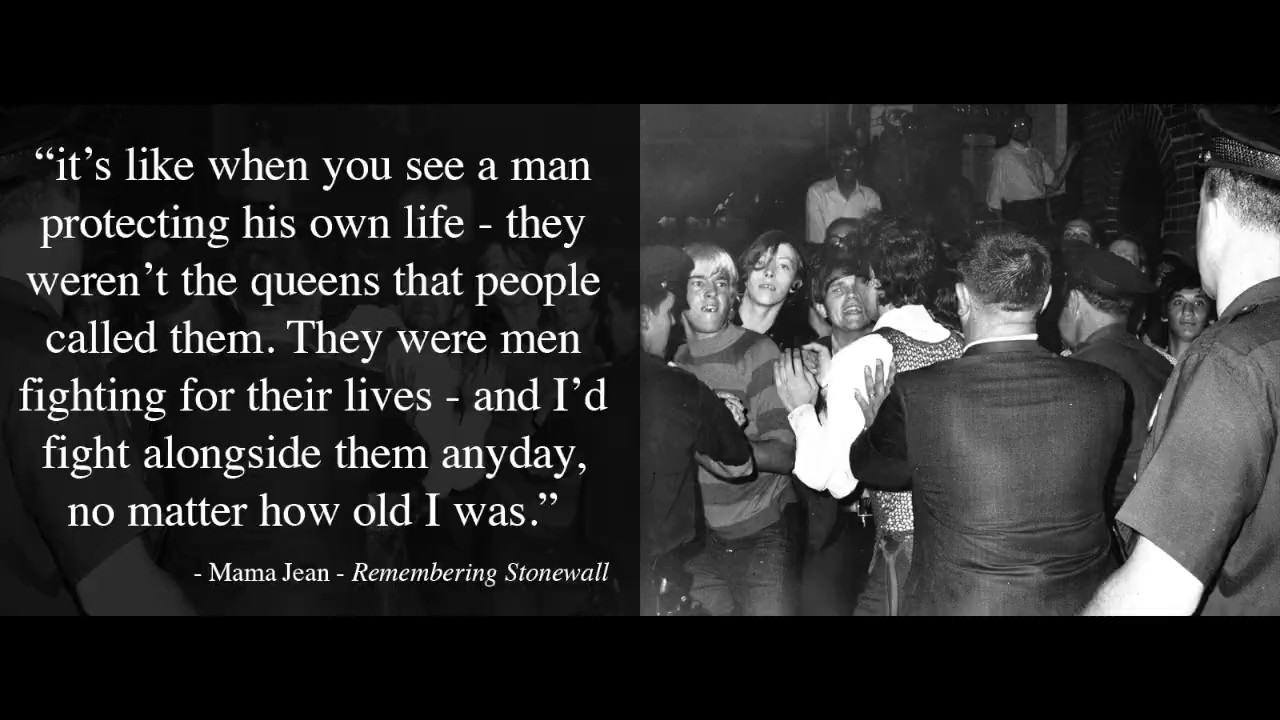 “it’s like when you see a man
protecting his own life - they
weren’t the queens that people
called them. They were men
fighting for their lives - and I’d
fight alongside them anyday,
no matter how old I was.”
- Mama Jean - Remembering Stonewall